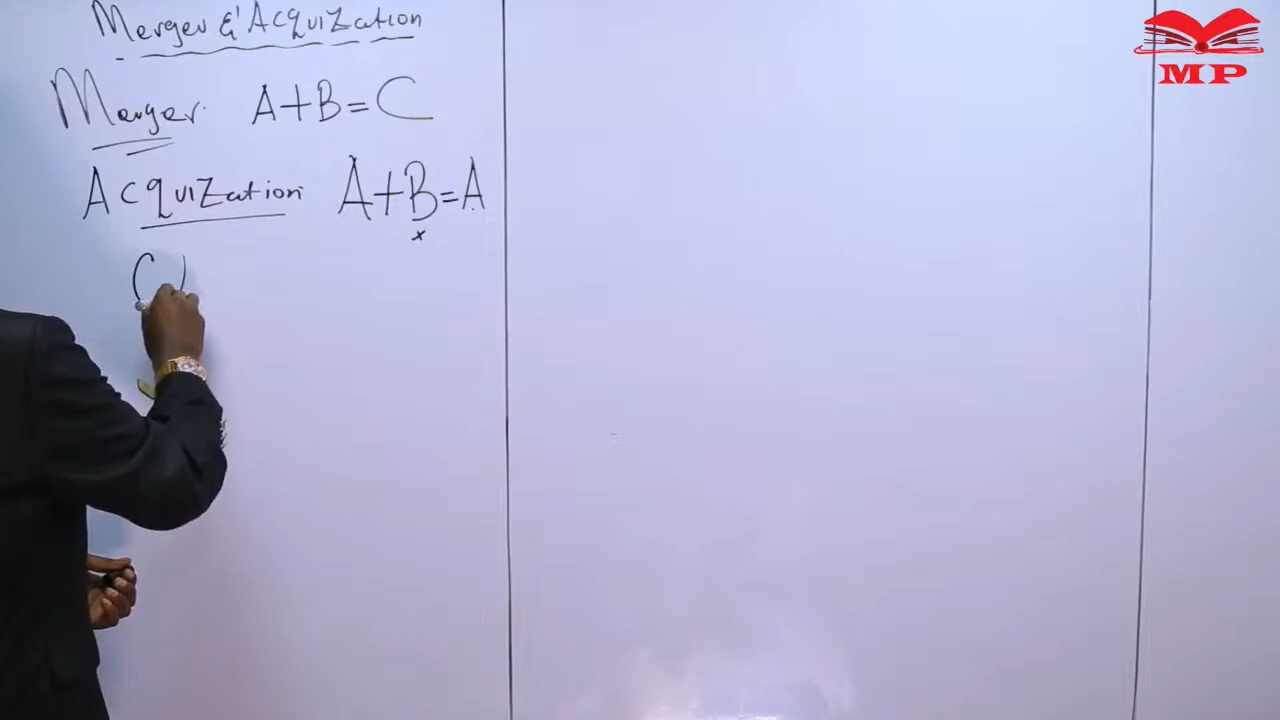 Merger & Acquization
Merger. A+B=C
Acquization A+B=A
x
C
MP